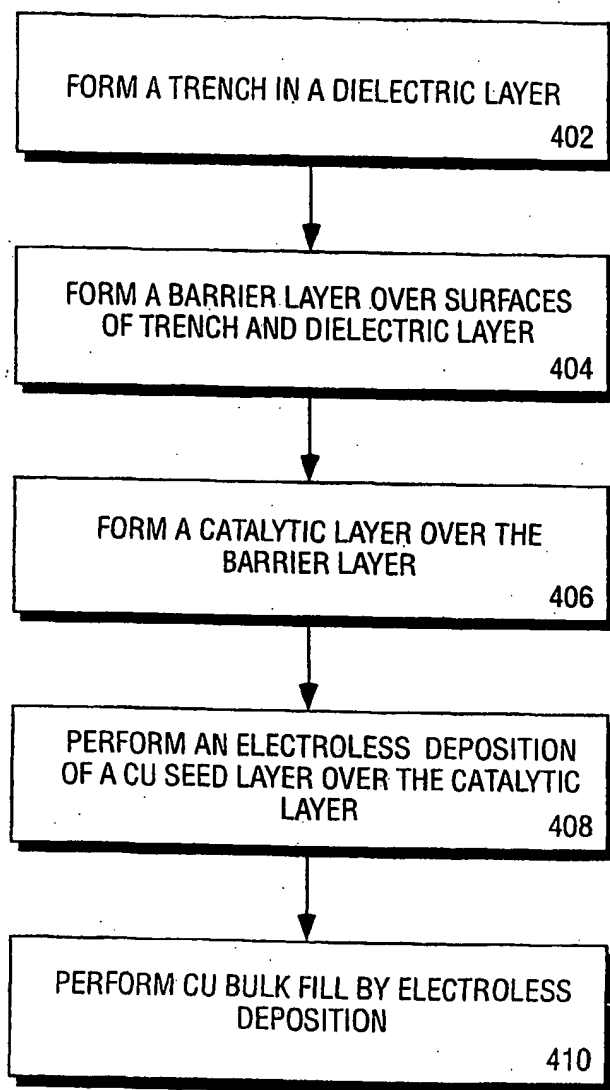 FORM A TRENCH IN A DIELECTRIC LAYER
402
FORM A BARRIER LAYER OVER SURFACES
OF TRENCH AND DIELECTRIC LAYER
404
FORM A CATALYTIC LAYER OVER THE
BARRIER LAYER
406
PERFORM AN ELECTROLESS DEPOSITION
OF A CU SEED LAYER OVER THE CATALYTIC
LAYER
408
PERFORM CU BULK FILL BY ELECTROLESS
DEPOSITION
410